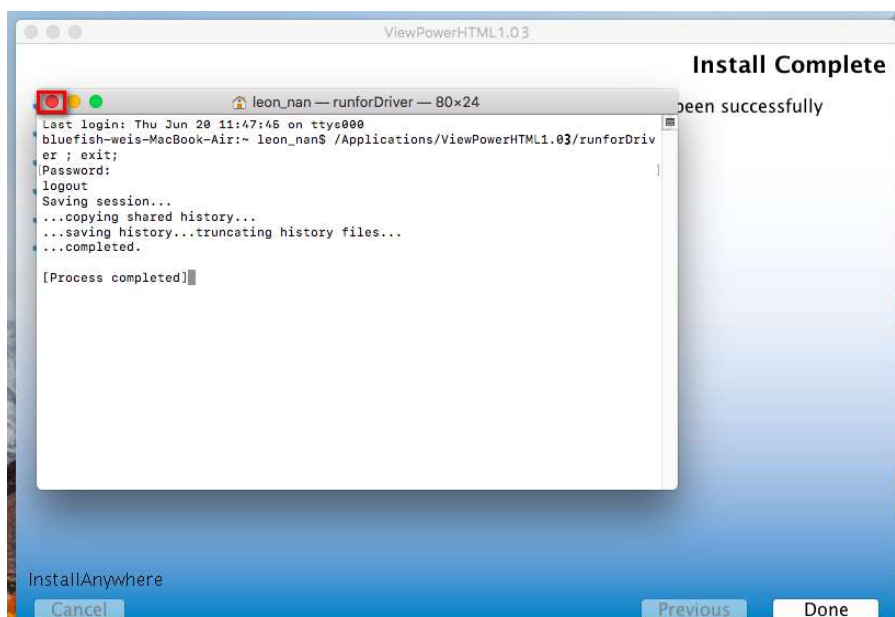 ViewPowerHTML1.03
Install Complete
been successfully
leon_nan — runforDriver — 80×24
Last login: Thu Jun 20 11:47:45 on ttys000
bluefish-weis-MacBook-Air:~ leon_nan$ /Applications/ViewPowerHTML1.03/runforDriv
er ; exit;
[Password: ]
logout
Saving session...
...copying shared history...
...saving history...truncating history files...
...completed.
[Process completed]
InstallAnywhere
Cancel
Previous
Done